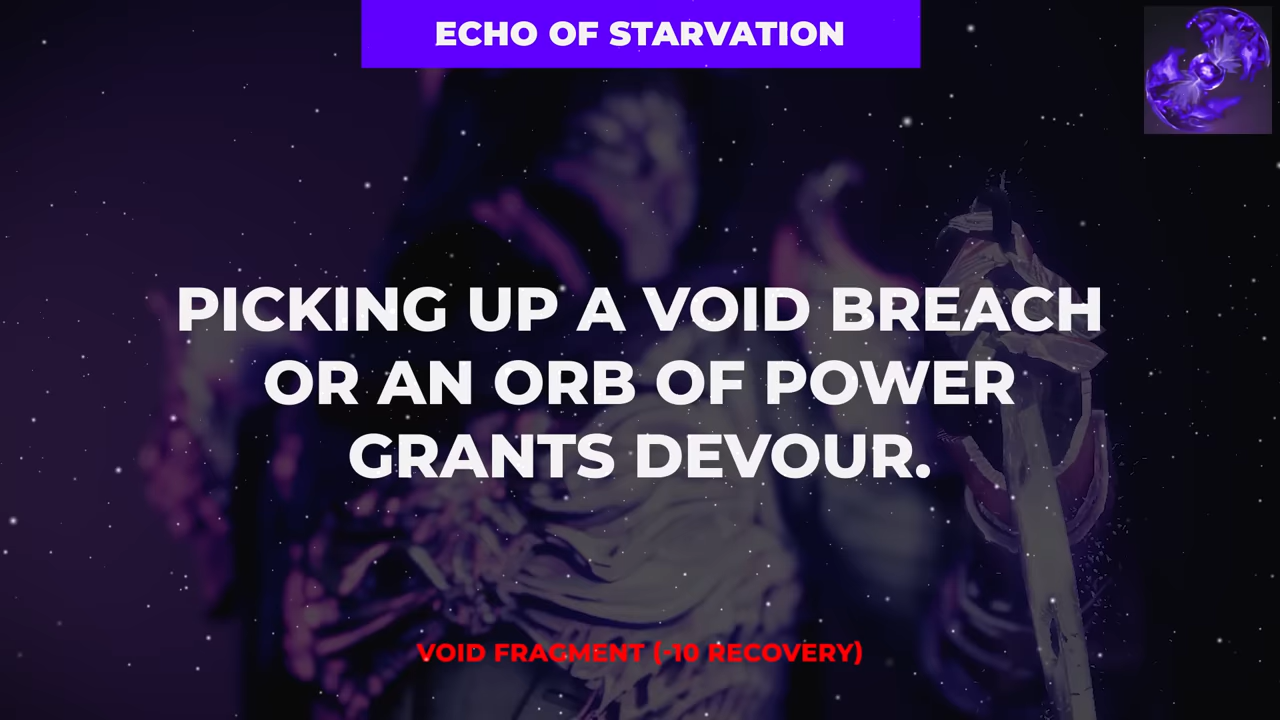 ECHO OF STARVATION
PICKING UP A VOID BREACH
OR AN ORB OF POWER
GRANTS DEVOUR.
VOID FRAGMENT (-10 RECOVERY)